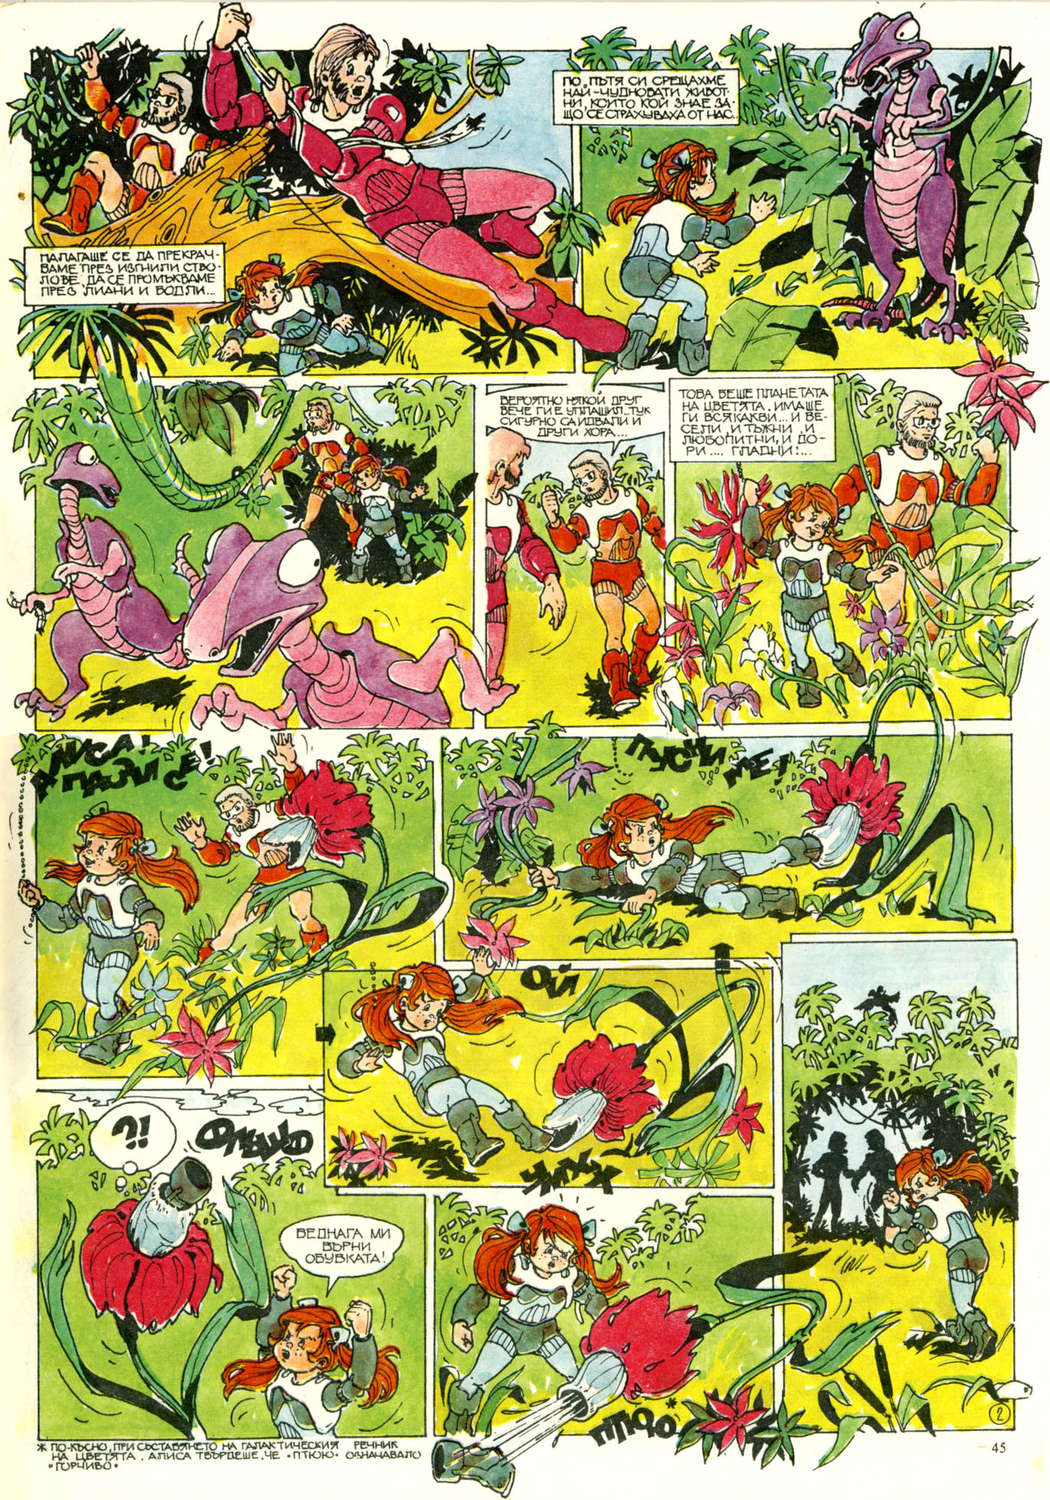 НАЛАГАШЕ СЕ ДА ПРЕКРАЧ-
ВАМЕ ПРЕЗ ИЗГНИЛИ СТВО-
ЛОВЕ, ДА СЕ ПРОМЪКВАМЕ
ПРЕЗ ЛИАНИ И БОДЛИ...
ПО ПЪТЯ СИ СРЕЩАХМЕ
НАЙ-ЧУДНОВАТИ ЖИВОТ-
НИ, КОИТО КОЙ ЗНАЕ ЗА-
ЩО СЕ СТРАХУВАХА ОТ НАС...
ВЕРОЯТНО НЯКОЙ ДРУГ
ВЕЧЕ ГИ Е УПЛАШИЛ. ТУК
СИГУРНО СА ИДВАЛИ И
ДРУГИ ХОРА...
ТОВА БЕШЕ ПЛАНЕТАТА
НА ЦВЕТЯТА. ИМАШЕ
ГИ ВСЯКАКВИ... И ВЕ-
СЕЛИ, И ТЪЖНИ, И
ЛЮБОПИТНИ, И ДО-
РИ..., ГЛАДНИ!...
АЛИСА!
ПАЗИ СЕ!
ПУСНИ МЕ!
ОЙ
?!
ВЕДНАГА МИ
ВЪРНИ
ОБУВКАТА!
ПТЮЮ*
2
* ПО-КЪСНО, ПРИ СЪСТАВЯНЕТО НА ГАЛАКТИЧЕСКИЯ РЕЧНИК
НА ЦВЕТЯТА, АЛИСА ТВЪРДЕШЕ, ЧЕ "ПТЮЮ" ОЗНАЧАВАЛО
"ГОРЧИВО"
45